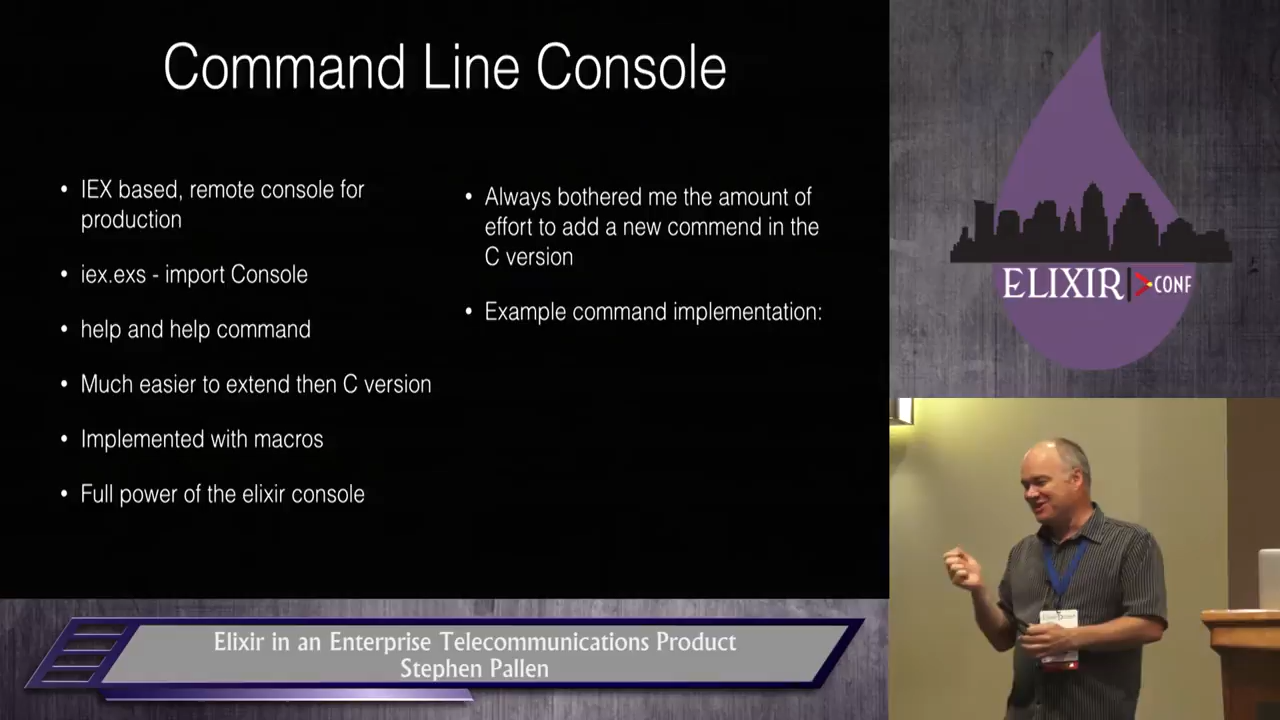 Command Line Console
• IEX based, remote console for
production
• iex.exs - import Console
• help and help command
• Much easier to extend then C version
• Implemented with macros
• Full power of the elixir console
• Always bothered me the amount of
effort to add a new commend in the
C version
• Example command implementation:
ELIXIR CONF
Elixir in an Enterprise Telecommunications Product
Stephen Pallen